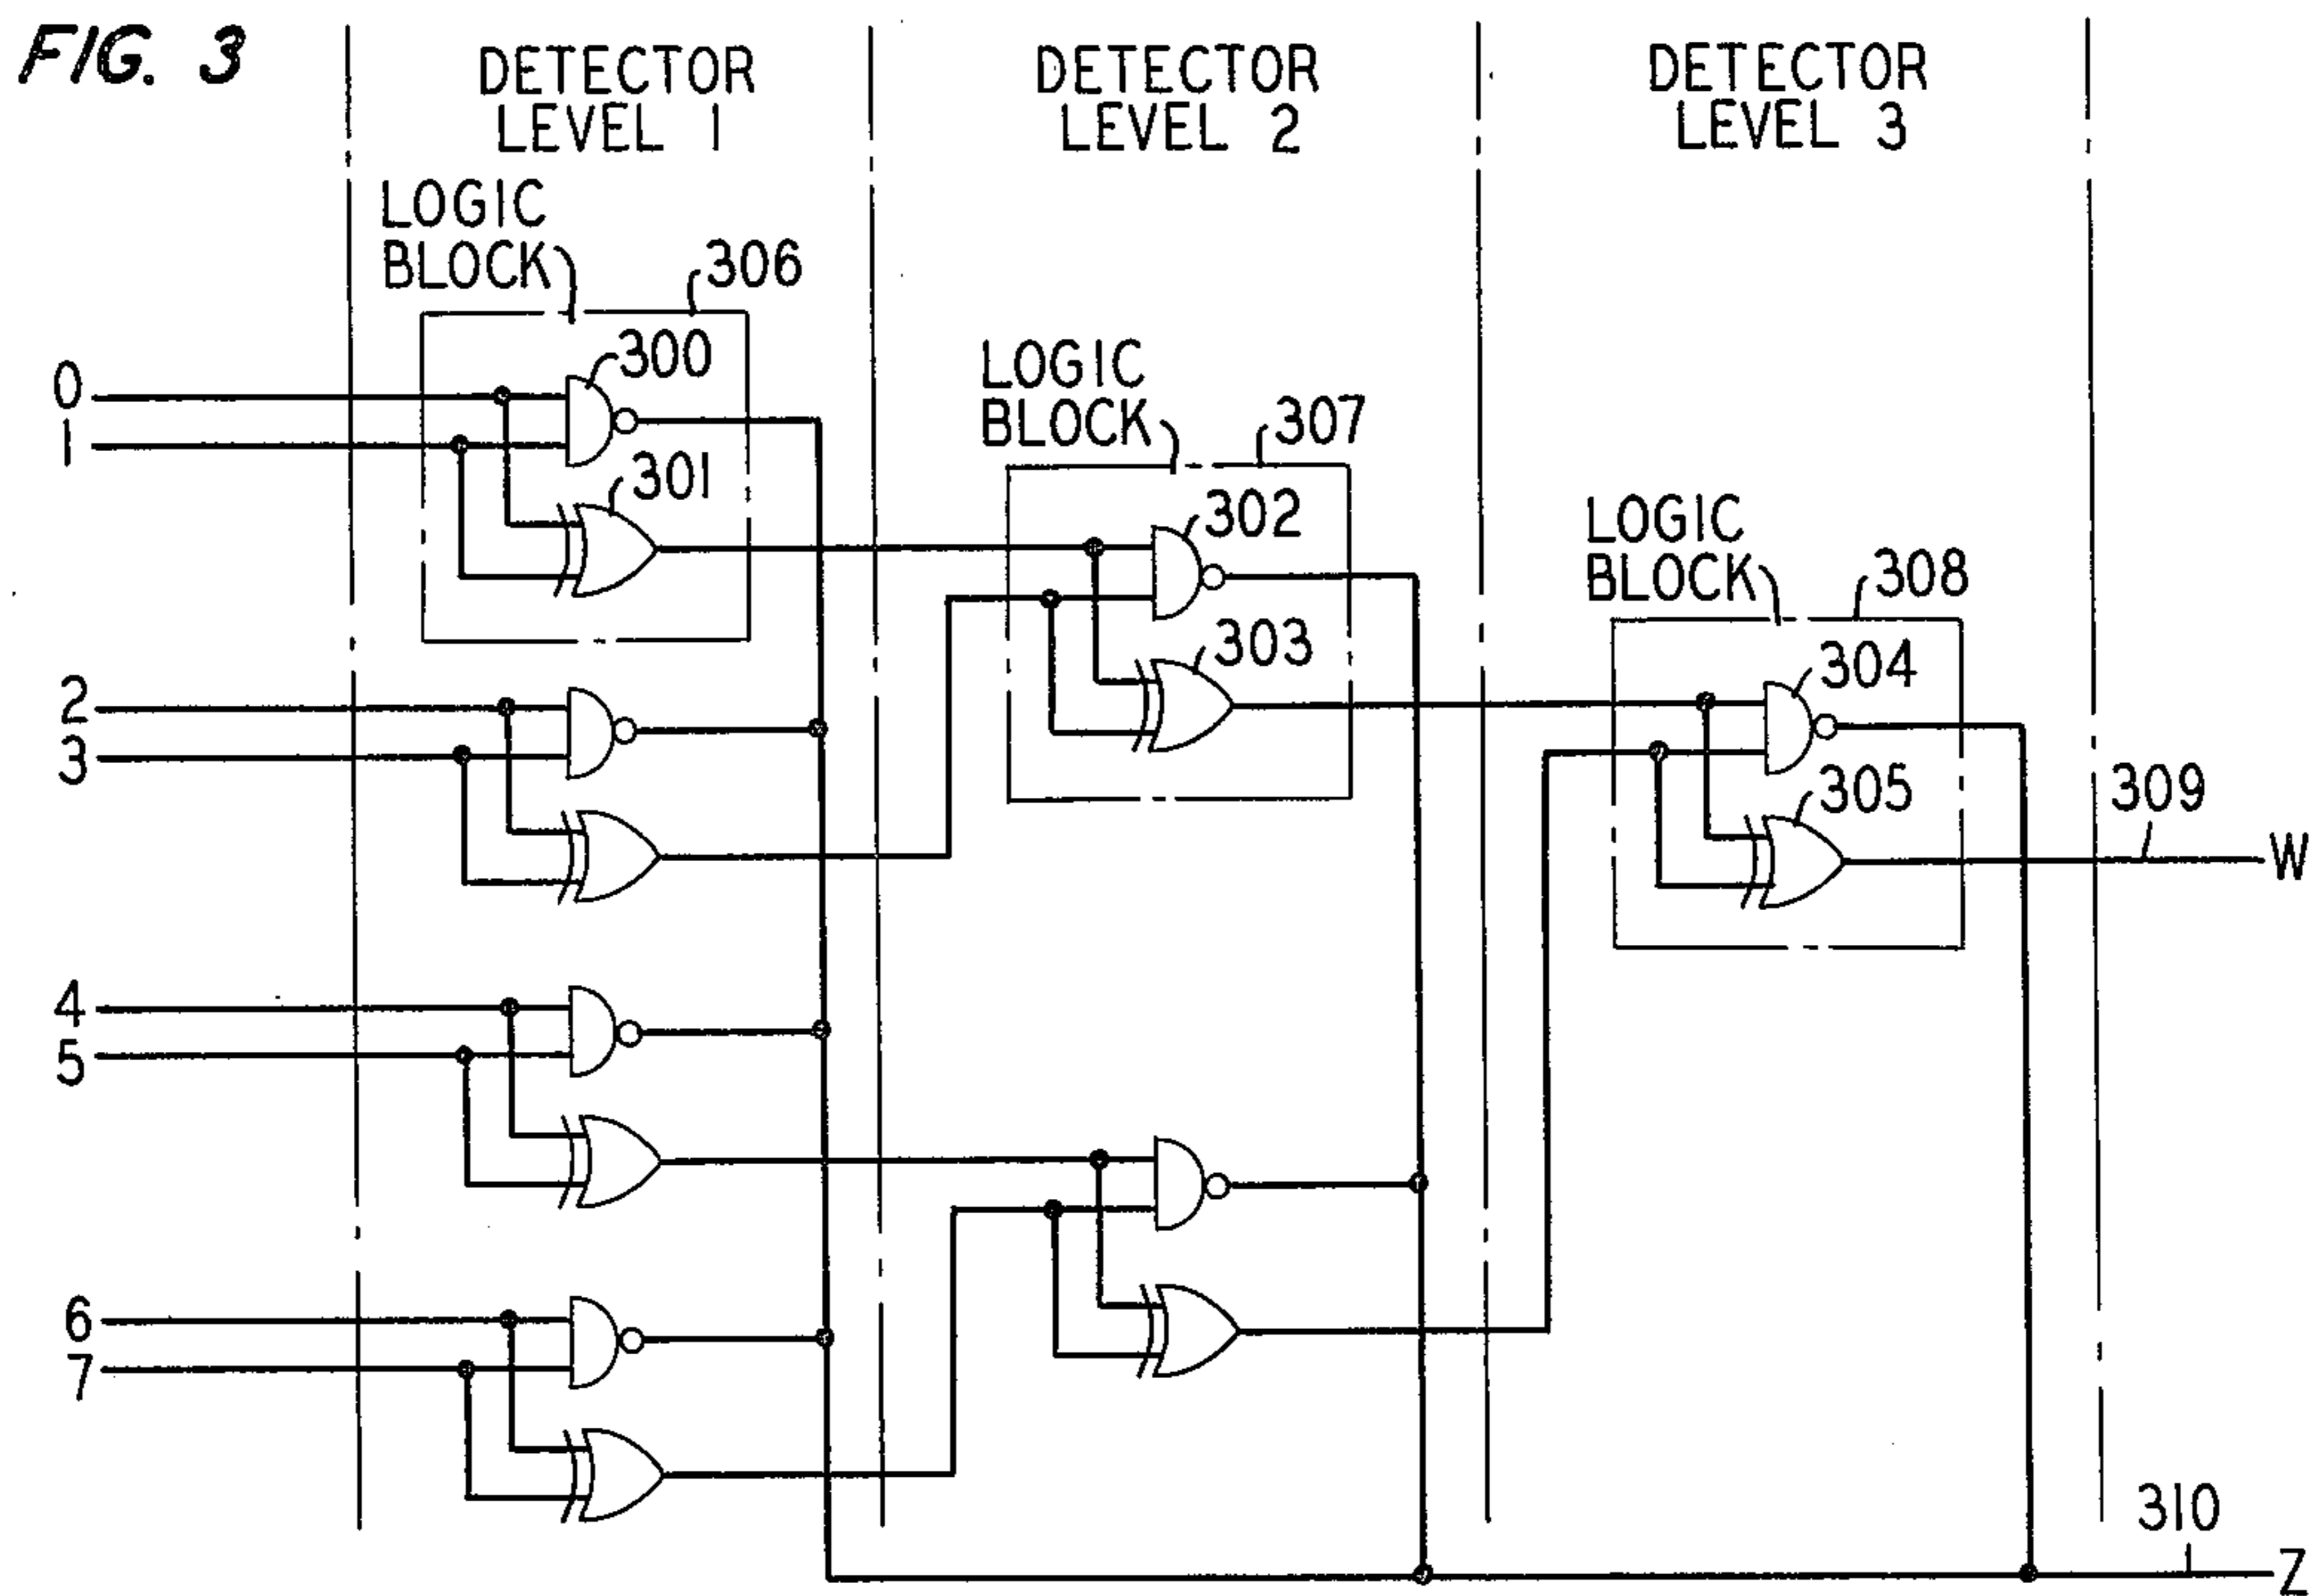 FIG. 3
DETECTOR
LEVEL 1
DETECTOR
LEVEL 2
DETECTOR
LEVEL 3
LOGIC
BLOCK
306
300
301
0
1
LOGIC
BLOCK
307
302
303
LOGIC
BLOCK
308
304
305
309
W
2
3
4
5
6
7
310
Z